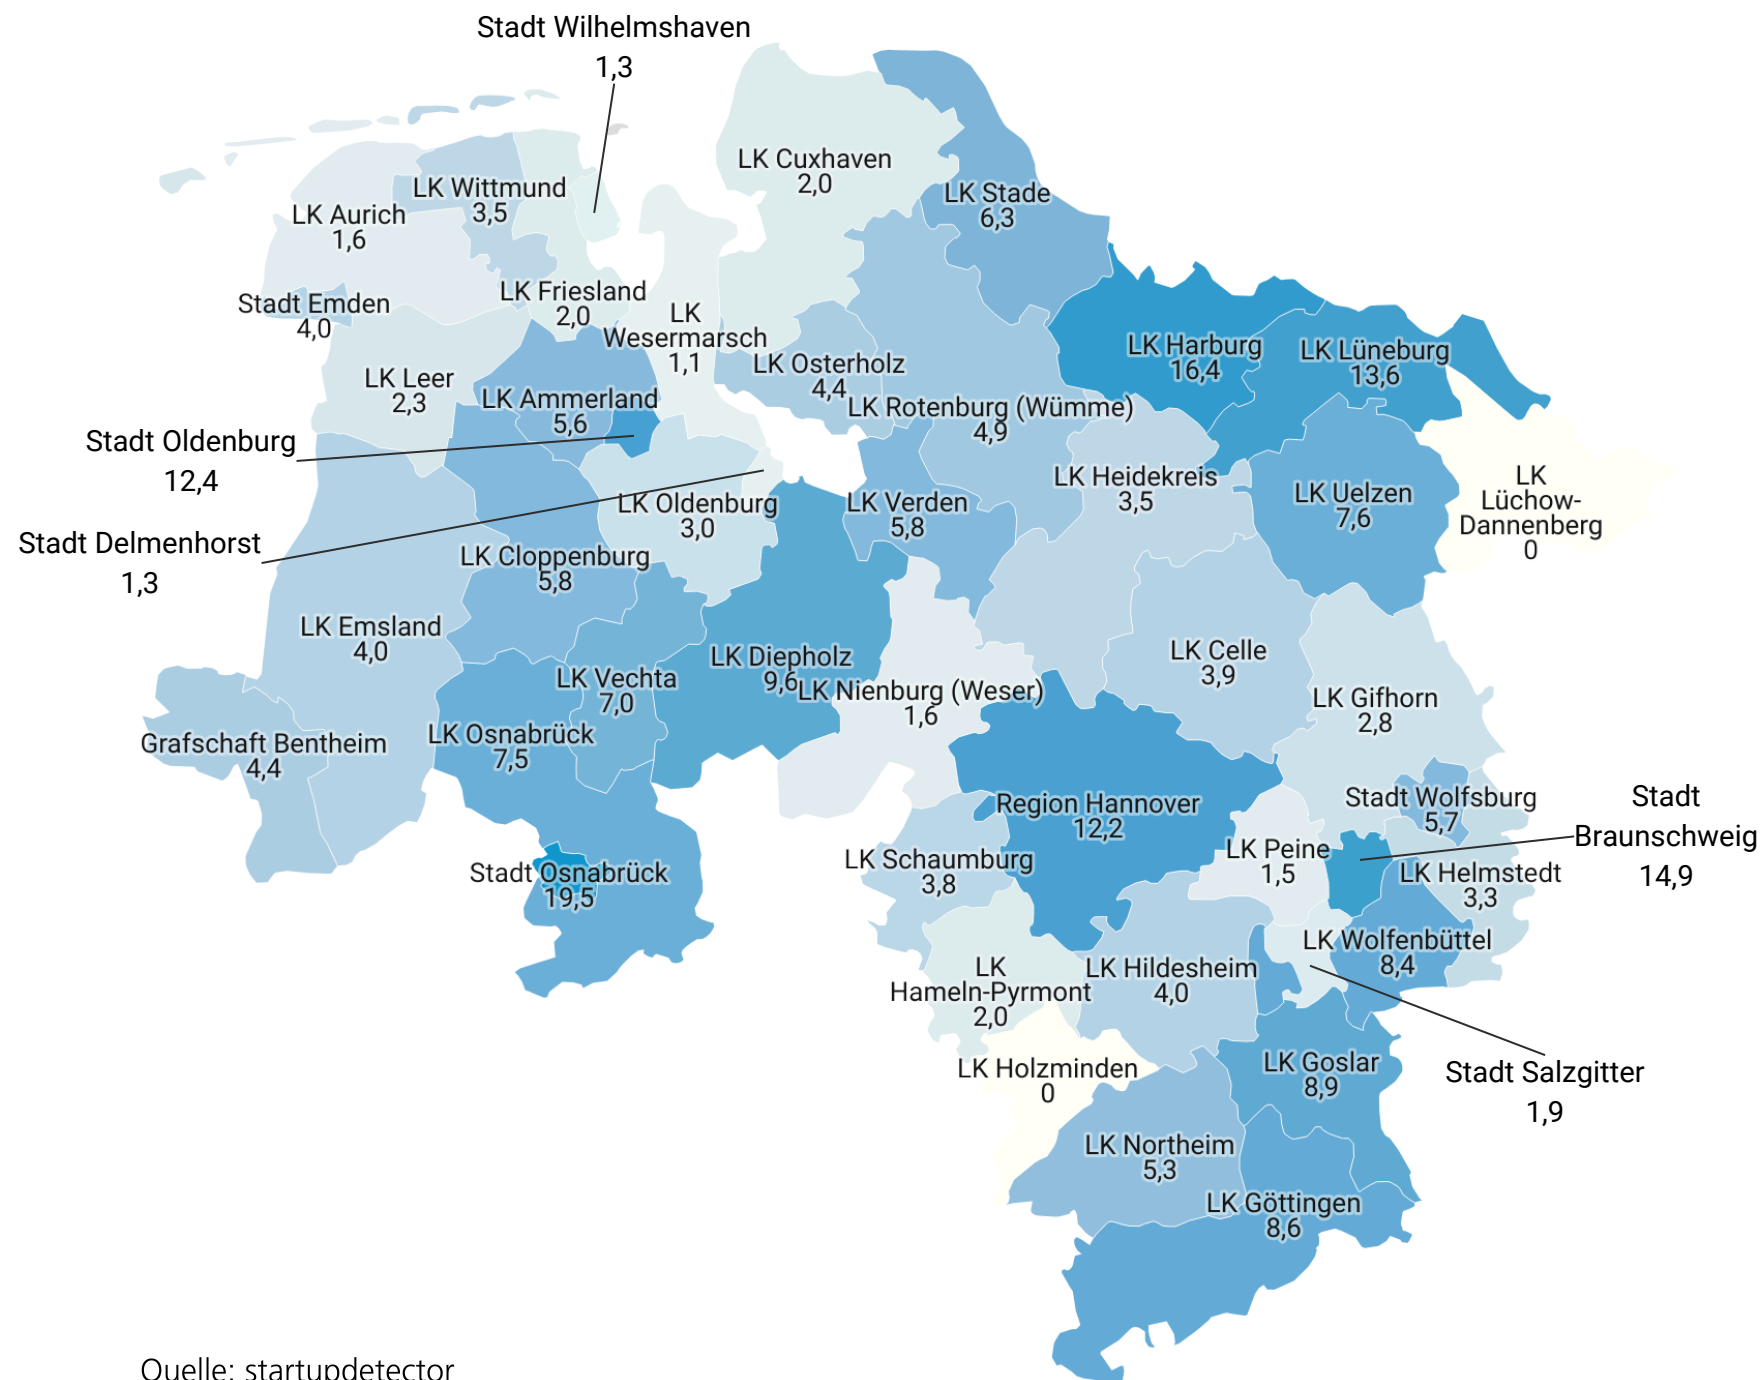 Stadt Wilhelmshaven
1,3
LK Cuxhaven
2,0
LK Wittmund
3,5
LK Stade
6,3
LK Aurich
1,6
Stadt Emden
4,0
LK Friesland
2,0
LK
Wesermarsch
1,1
LK Harburg
16,4
LK Lüneburg
13,6
LK Osterholz
4,4
LK Leer
2,3
LK Ammerland
5,6
LK Rotenburg (Wümme)
4,9
Stadt Oldenburg
12,4
LK Heidekreis
3,5
LK Uelzen
7,6
LK
Lüchow-
Dannenberg
0
LK Oldenburg
3,0
LK Verden
5,8
Stadt Delmenhorst
1,3
LK Cloppenburg
5,8
LK Emsland
4,0
LK Diepholz
9,6
LK Celle
3,9
LK Vechta
7,0
LK Nienburg (Weser)
1,6
LK Gifhorn
2,8
Grafschaft Bentheim
4,4
LK Osnabrück
7,5
Region Hannover
12,2
Stadt Wolfsburg
5,7
Stadt
Braunschweig
14,9
LK Peine
1,5
LK Schaumburg
3,8
Stadt Osnabrück
19,5
LK Helmstedt
3,3
LK Wolfenbüttel
8,4
LK
Hameln-Pyrmont
2,0
LK Hildesheim
4,0
LK Holzminden
0
LK Goslar
8,9
Stadt Salzgitter
1,9
LK Northeim
5,3
LK Göttingen
8,6
Quelle: startupdetector